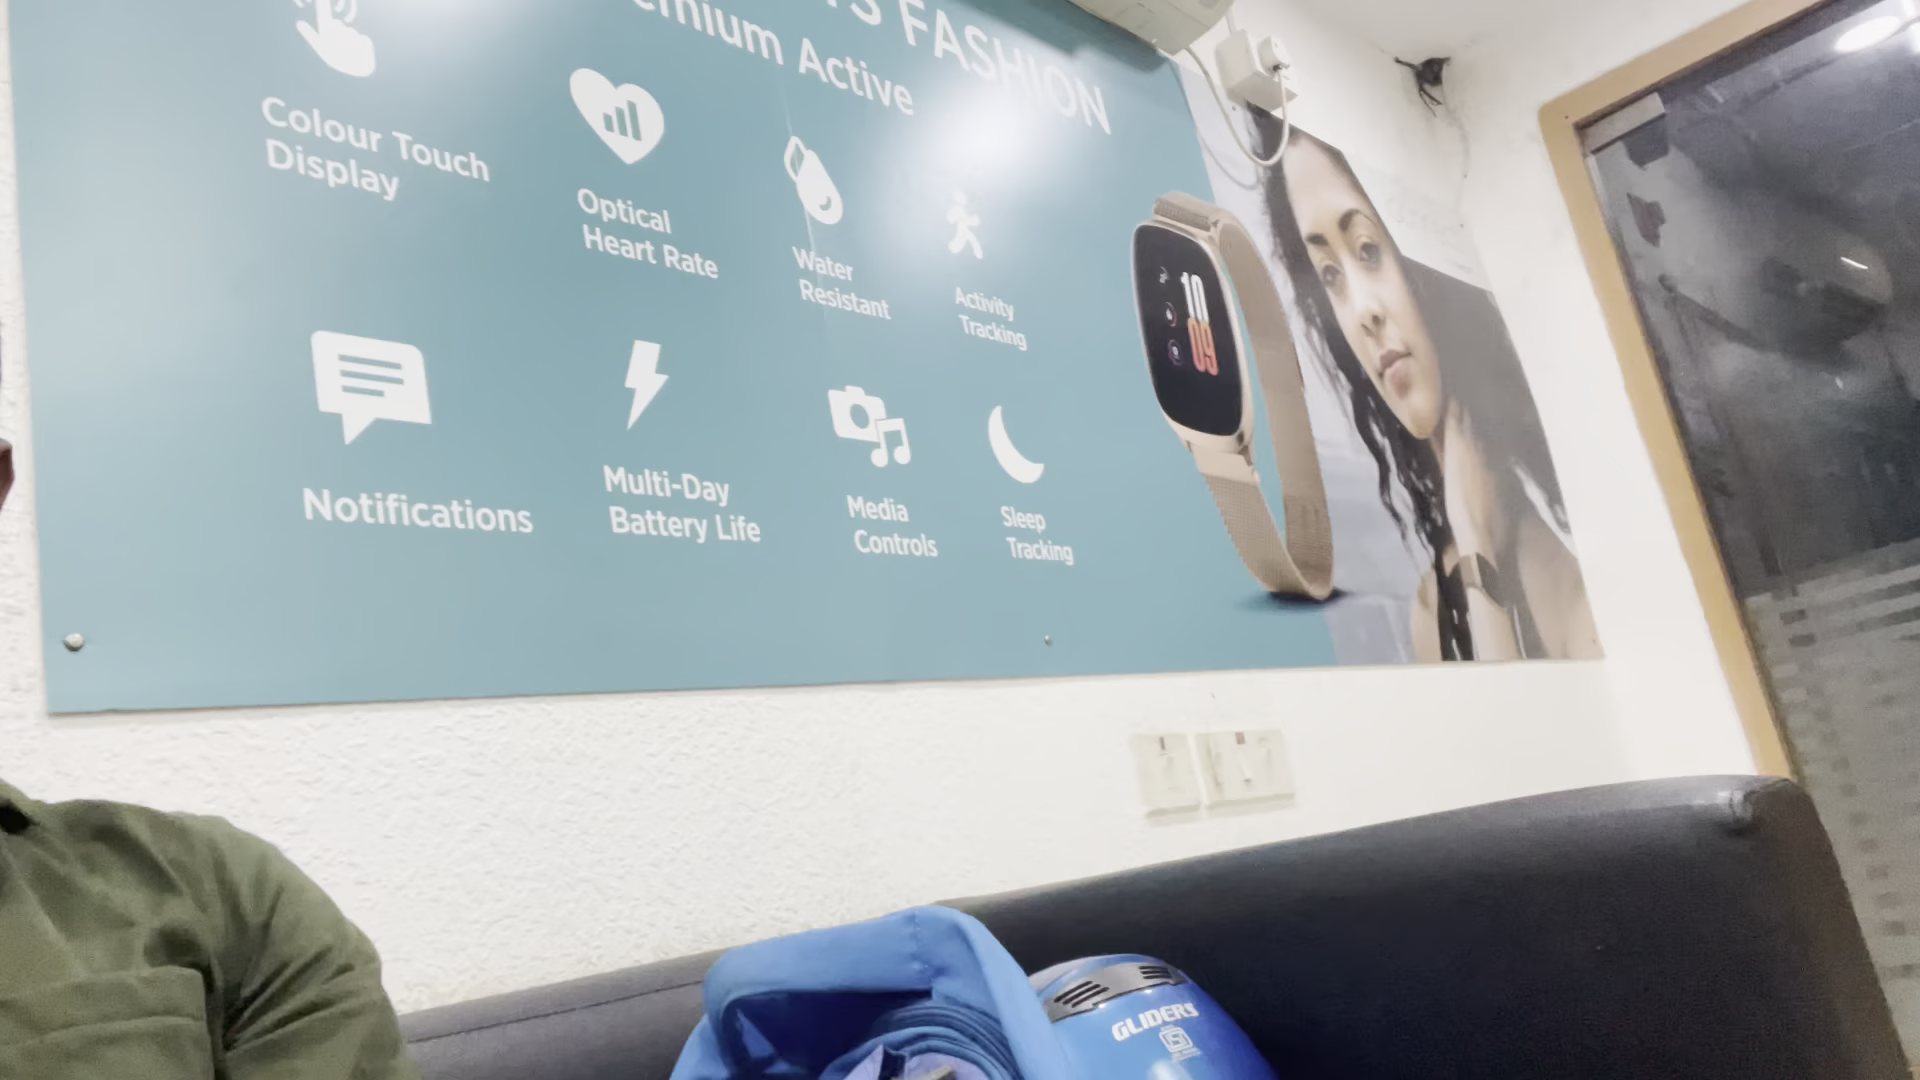 FASHION
Active
Colour Touch
Display
Optical
Heart Rate
Water
Resistant
Activity
Tracking
10
09
Notifications
Multi-Day
Battery Life
Media
Controls
Sleep
Tracking
GLIDERS